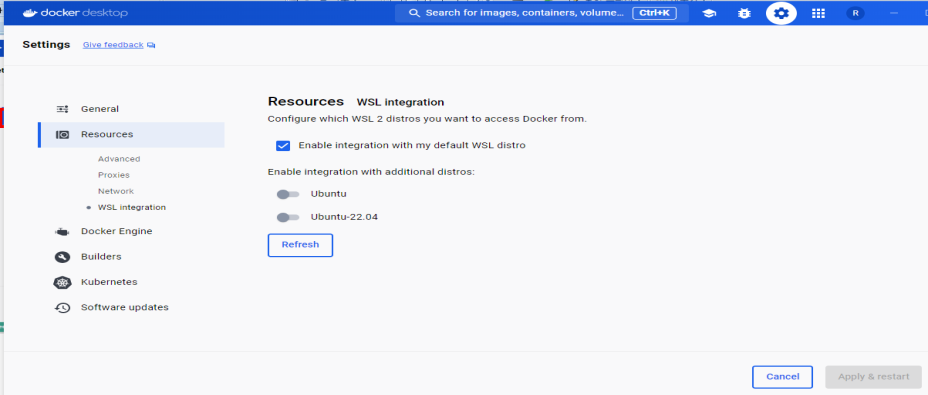 docker desktop
Search for images, containers, volume... Ctrl+K
R
Settings Give feedback
General
Resources
Advanced
Proxies
Network
WSL integration
Docker Engine
Builders
Kubernetes
Software updates
Resources WSL integration
Configure which WSL 2 distros you want to access Docker from.
Enable integration with my default WSL distro
Enable integration with additional distros:
Ubuntu
Ubuntu-22.04
Refresh
Cancel Apply & restart